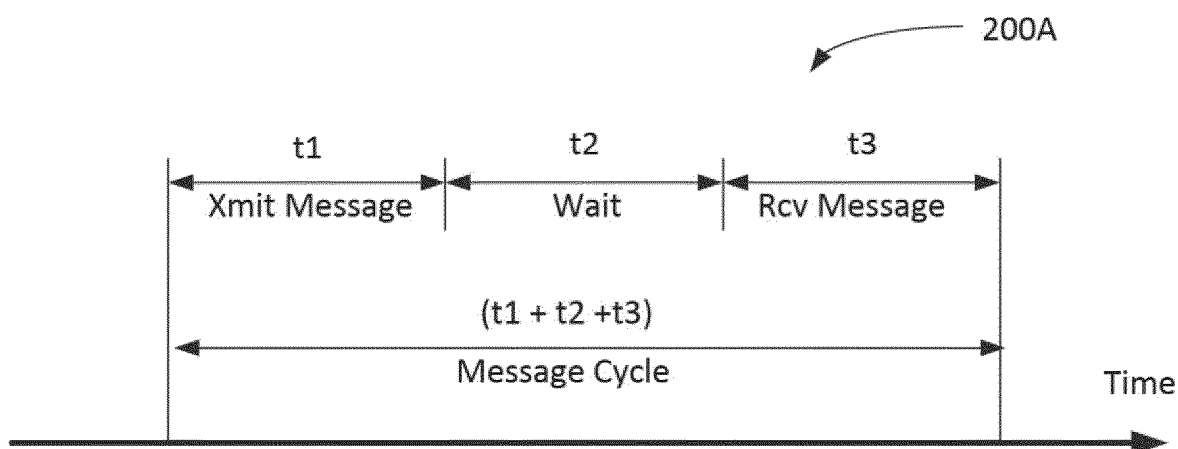 200A
t1 t2 t3
Xmit Message Wait Rcv Message
(t1 + t2 +t3)
Message Cycle
Time